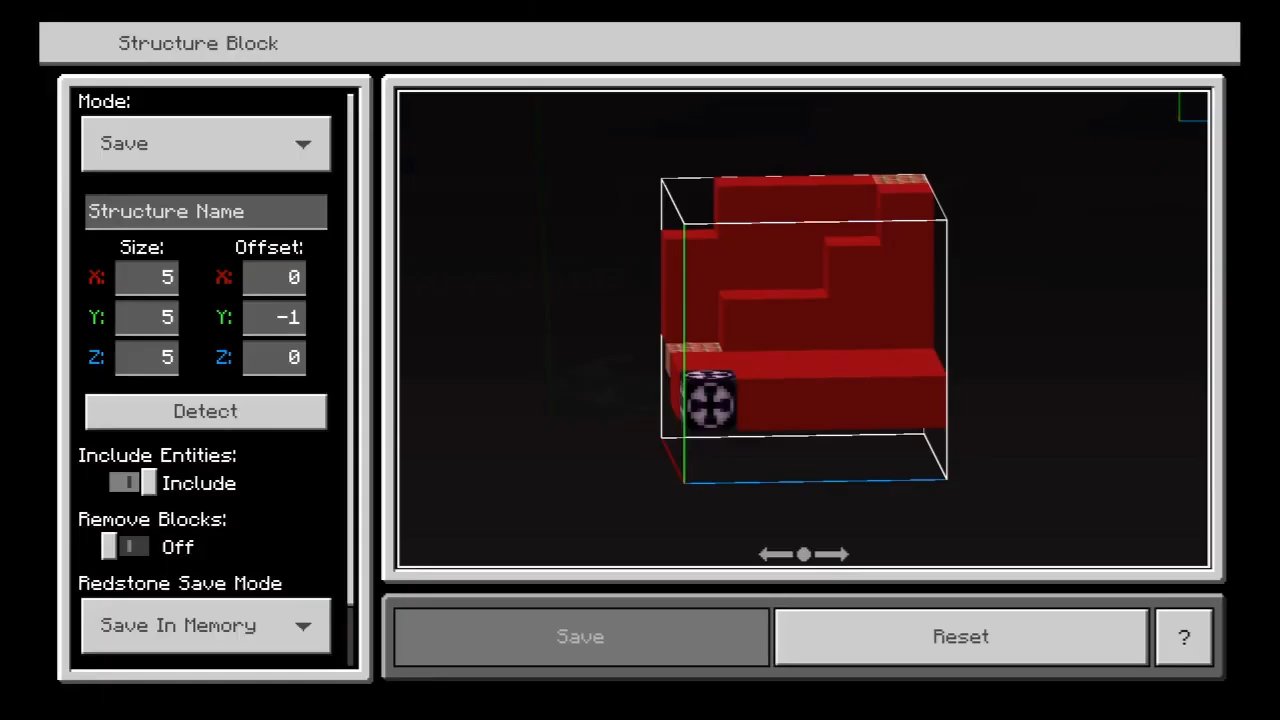 Structure Block
Mode:
Save
Structure Name
Size: Offset:
X: 5 X: 0
Y: 5 Y: -1
Z: 5 Z: 0
Detect
Include Entities:
Include
Remove Blocks:
Off
Redstone Save Mode
Save In Memory
Save Reset ?